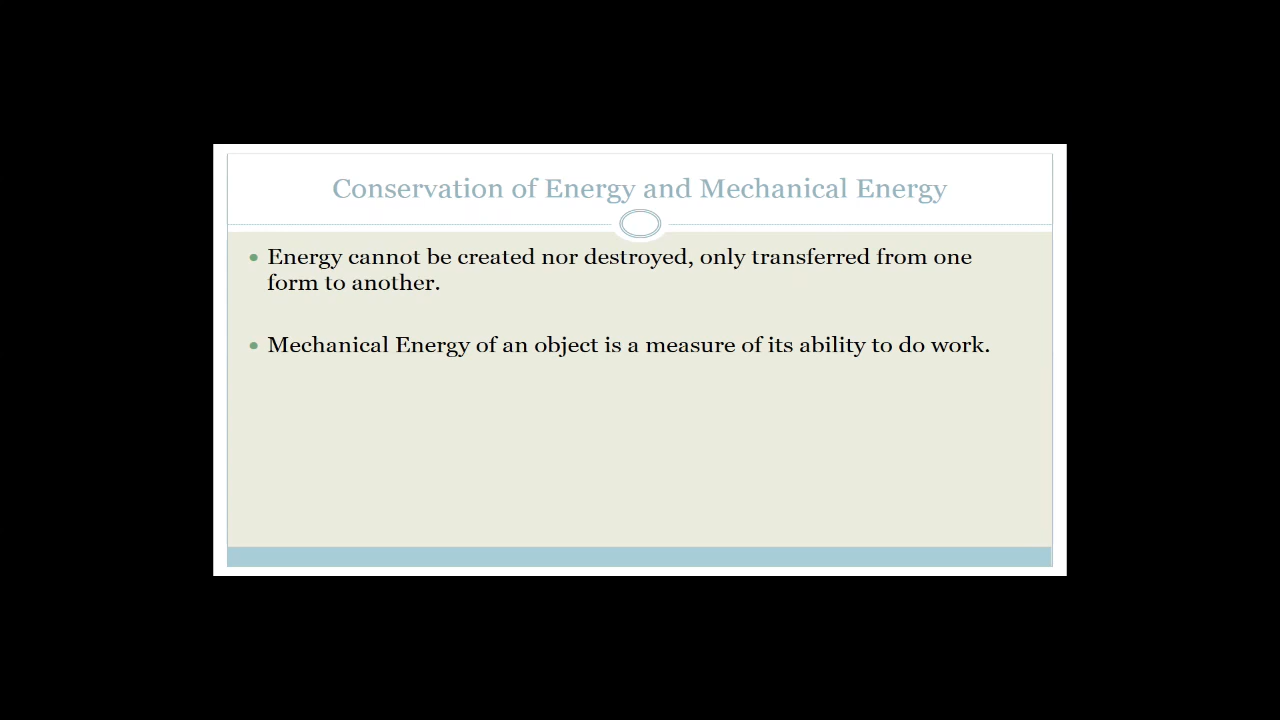 Conservation of Energy and Mechanical Energy
Energy cannot be created nor destroyed, only transferred from one
form to another.
Mechanical Energy of an object is a measure of its ability to do work.